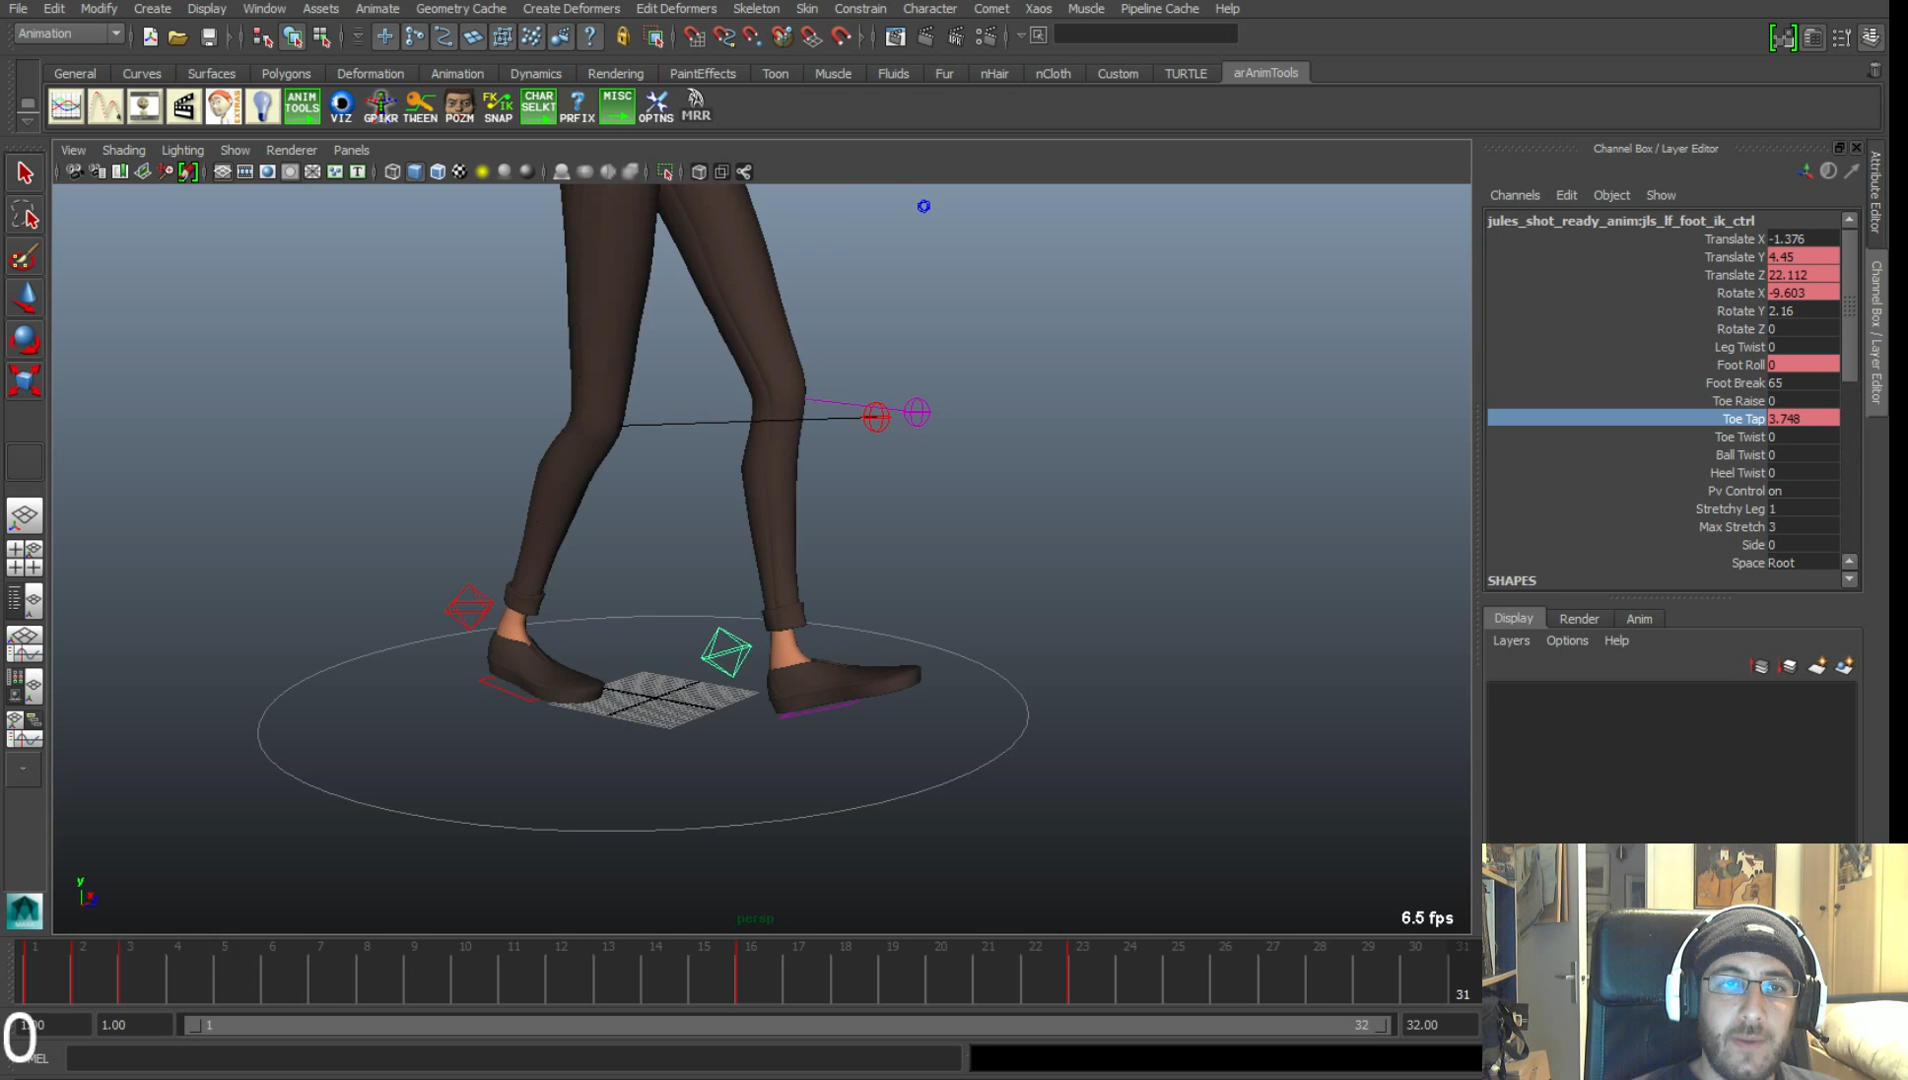 File Edit Modify Create Display Window Assets Animate Geometry Cache Create Deformers Edit Deformers Skeleton Skin Constrain Character Comet Xaos Muscle Pipeline Cache Help
Animation
General Curves Surfaces Polygons Deformation Animation Dynamics Rendering PaintEffects Toon Muscle Fluids Fur nHair nCloth Custom TURTLE arAnimTools
ANIM TOOLS VIZ GPIKR TWEEN POZM FK/IK SNAP CHAR SELKT PRFIX MISC OPTNS MRR
View Shading Lighting Show Renderer Panels
Channel Box / Layer Editor
Channels Edit Object Show
jules_shot_ready_anim:jls_lf_foot_ik_ctrl
Translate X -1.376
Translate Y 4.45
Translate Z 22.112
Rotate X -9.603
Rotate Y 2.16
Rotate Z 0
Leg Twist 0
Foot Roll 0
Foot Break 65
Toe Raise 0
Toe Tap 3.748
Toe Twist 0
Ball Twist 0
Heel Twist 0
Pv Control on
Stretchy Leg 1
Max Stretch 3
Side 0
Space Root
SHAPES
Display Render Anim
Layers Options Help
Attribute Editor
Channel Box / Layer Editor
y
persp
6.5 fps
1 2 3 4 5 6 7 8 9 10 11 12 13 14 15 16 17 18 19 20 21 22 23 24 25 26 27 28 29 30 31
31
1.00 1 32 32.00
0